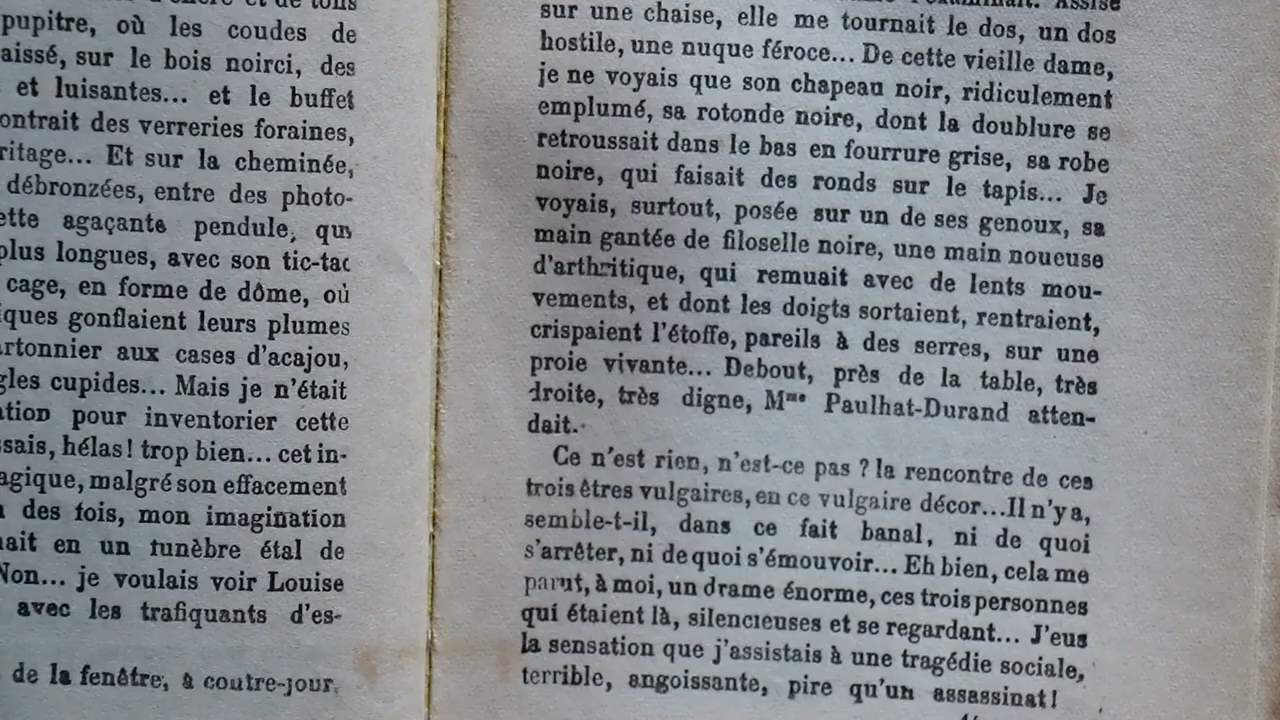 pupitre, où les coudes de
sur le bois noirci, des
et luisantes... et le buffet
des verreries foraines,
Et sur la cheminée,
débronzées, entre des photo-
agaçante pendule, qui
plus longues, avec son tic-tac
cage, en forme de dôme, où
gonflaient leurs plumes
aux cases d'acajou,
cupides... Mais je n'était
pour inventorier cette
hélas! trop bien... cet in-
malgré son effacement
des fois, mon imagination
en un funèbre étal de
Non... je voulais voir Louise
avec les trafiquants d'es-
de la fenêtre, à contre-jour,
Assise
sur une chaise, elle me tournait le dos, un dos
hostile, une nuque féroce... De cette vieille dame,
je ne voyais que son chapeau noir, ridiculement
emplumé, sa rotonde noire, dont la doublure se
retroussait dans le bas en fourrure grise, sa robe
noire, qui faisait des ronds sur le tapis... Je
voyais, surtout, posée sur un de ses genoux, sa
main gantée de filoselle noire, une main noueuse
d'arthritique, qui remuait avec de lents mou-
vements, et dont les doigts sortaient, rentraient,
crispaient l'étoffe, pareils à des serres, sur une
proie vivante... Debout, près de la table, très
droite, très digne, Mme Paulhat-Durand atten-
dait.
Ce n'est rien, n'est-ce pas ? la rencontre de ces
trois êtres vulgaires, en ce vulgaire décor... Il n'y a,
semble-t-il, dans ce fait banal, ni de quoi
s'arrêter, ni de quoi s'émouvoir... Eh bien, cela me
parut, à moi, un drame énorme, ces trois personnes
qui étaient là, silencieuses et se regardant... J'eus
la sensation que j'assistais à une tragédie sociale,
terrible, angoissante, pire qu'un assassinat!